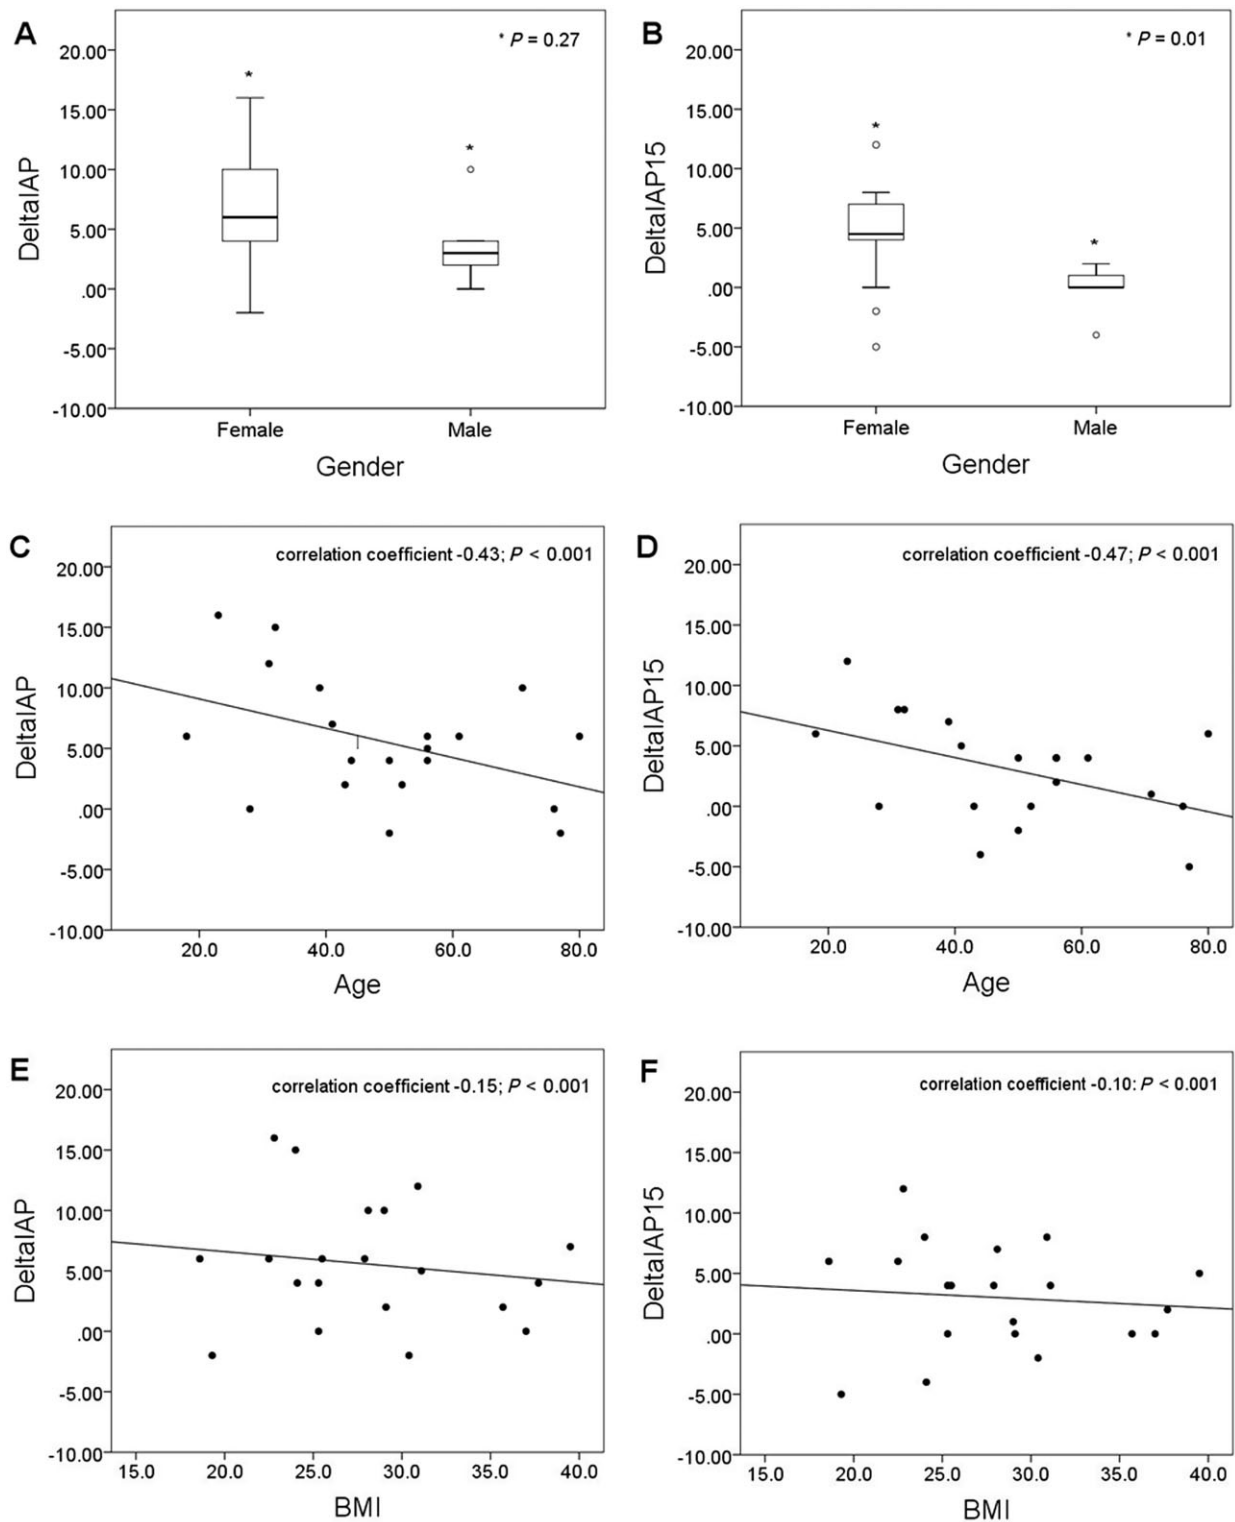 A
* P = 0.27
20.00
15.00
10.00
5.00
.00
-5.00
-10.00
DeltaIAP
Female
Male
Gender
*
*
B
* P = 0.01
20.00
15.00
10.00
5.00
.00
-5.00
-10.00
DeltaIAP15
Female
Male
Gender
*
*
C
correlation coefficient -0.43; P < 0.001
20.00
15.00
10.00
5.00
.00
-5.00
-10.00
DeltaIAP
20.0
40.0
60.0
80.0
Age
D
correlation coefficient -0.47; P < 0.001
20.00
15.00
10.00
5.00
.00
-5.00
-10.00
DeltaIAP15
20.0
40.0
60.0
80.0
Age
E
correlation coefficient -0.15; P < 0.001
20.00
15.00
10.00
5.00
.00
-5.00
-10.00
DeltaIAP
15.0
20.0
25.0
30.0
35.0
40.0
BMI
F
correlation coefficient -0.10: P < 0.001
20.00
15.00
10.00
5.00
.00
-5.00
-10.00
DeltaIAP15
15.0
20.0
25.0
30.0
35.0
40.0
BMI